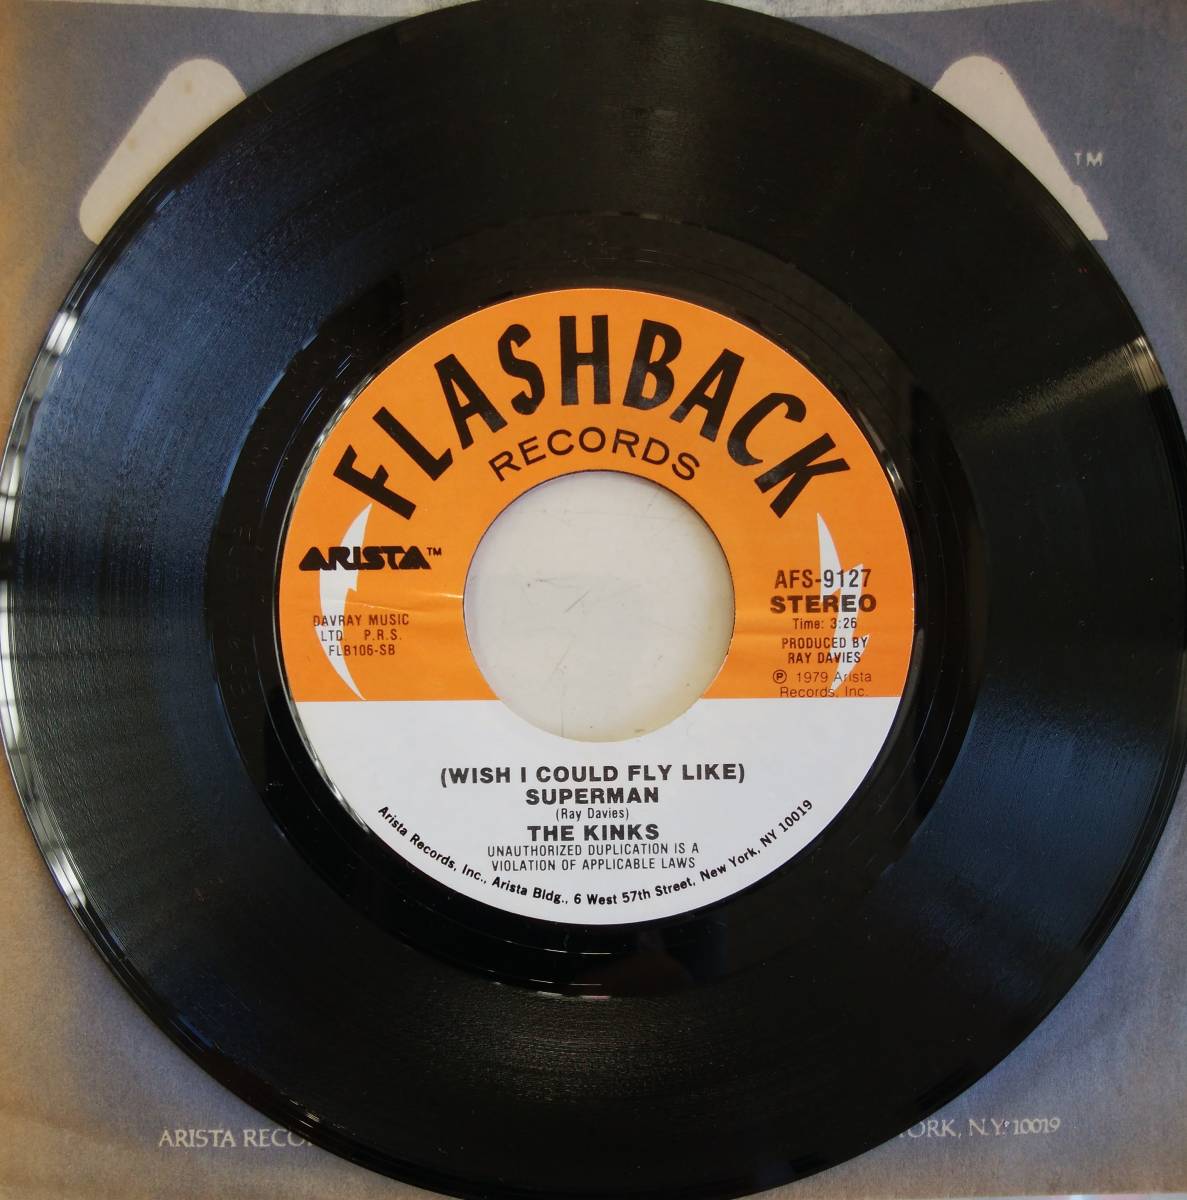 TM
FLASHBACK
RECORDS
ARISTA™
DAVRAY MUSIC
LTD. P.R.S.
FLB106-SB
AFS-9127
STEREO
Time: 3:26
PRODUCED BY
RAY DAVIES
℗ 1979 Arista
Records, Inc.
(WISH I COULD FLY LIKE)
SUPERMAN
(Ray Davies)
THE KINKS
UNAUTHORIZED DUPLICATION IS A
VIOLATION OF APPLICABLE LAWS
Arista Records, Inc., Arista Bldg., 6 West 57th Street, New York, NY 10019
ARISTA RECO ORK, N.Y. 10019